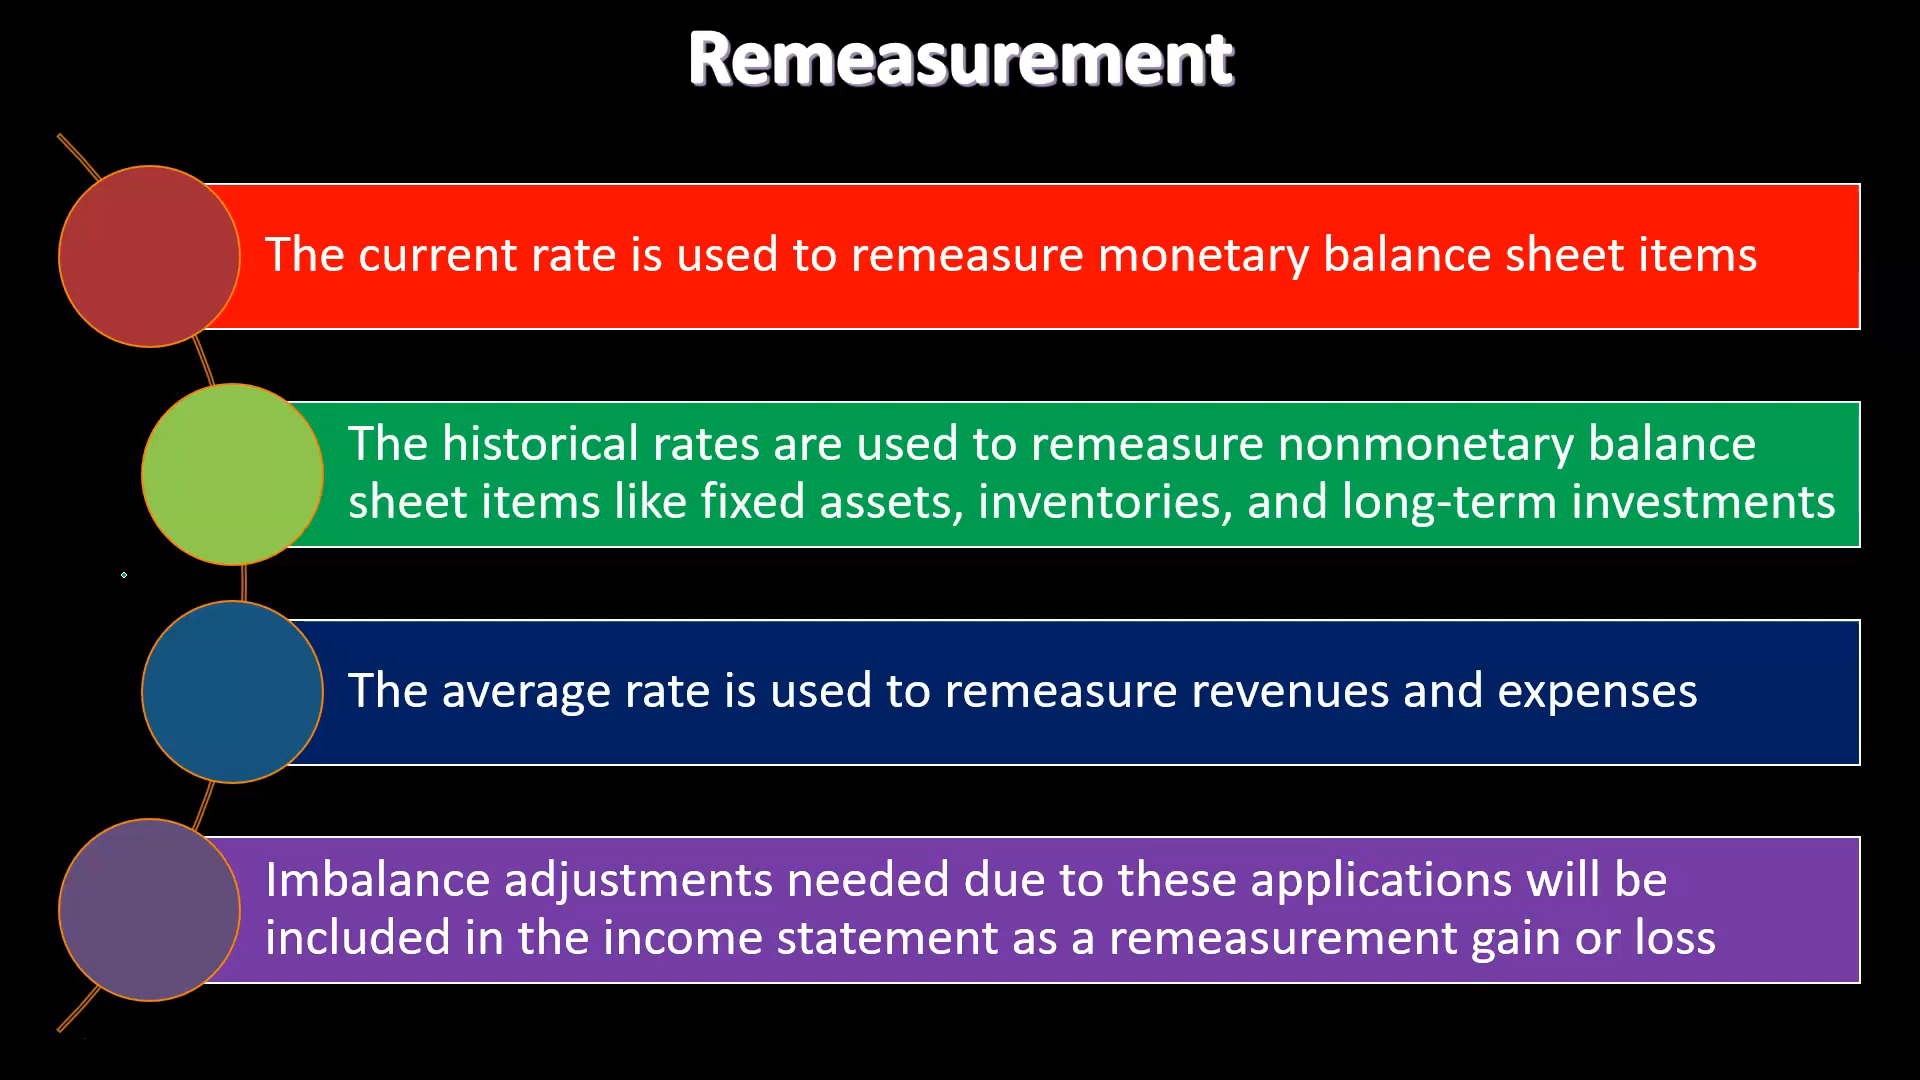 Remeasurement
The current rate is used to remeasure monetary balance sheet items
The historical rates are used to remeasure nonmonetary balance
sheet items like fixed assets, inventories, and long-term investments
The average rate is used to remeasure revenues and expenses
Imbalance adjustments needed due to these applications will be
included in the income statement as a remeasurement gain or loss